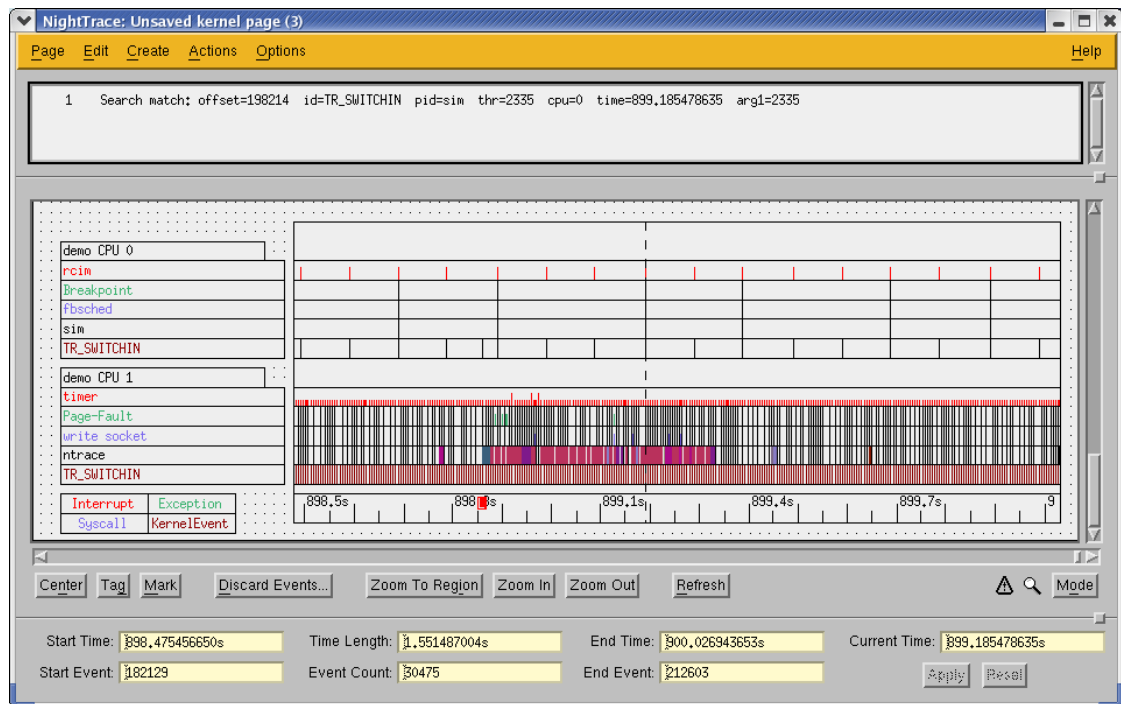 NightTrace: Unsaved kernel page (3)
Page Edit Create Actions Options Help
1 Search match: offset=198214 id=TR_SWITCHIN pid=sim thr=2335 cpu=0 time=899.185478635 arg1=2335
demo CPU 0
rcim
Breakpoint
fbsched
sim
TR_SWITCHIN
demo CPU 1
timer
Page-Fault
write socket
ntrace
TR_SWITCHIN
Interrupt Exception
Syscall KernelEvent
898.5s 898.8s 899.1s 899.4s 899.7s 9
Center Tag Mark Discard Events... Zoom To Region Zoom In Zoom Out Refresh Mode
Start Time: 898.475456650s Time Length: 1.551487004s End Time: 900.026943653s Current Time: 899.185478635s
Start Event: 182129 Event Count: 30475 End Event: 212603 Apply Reset